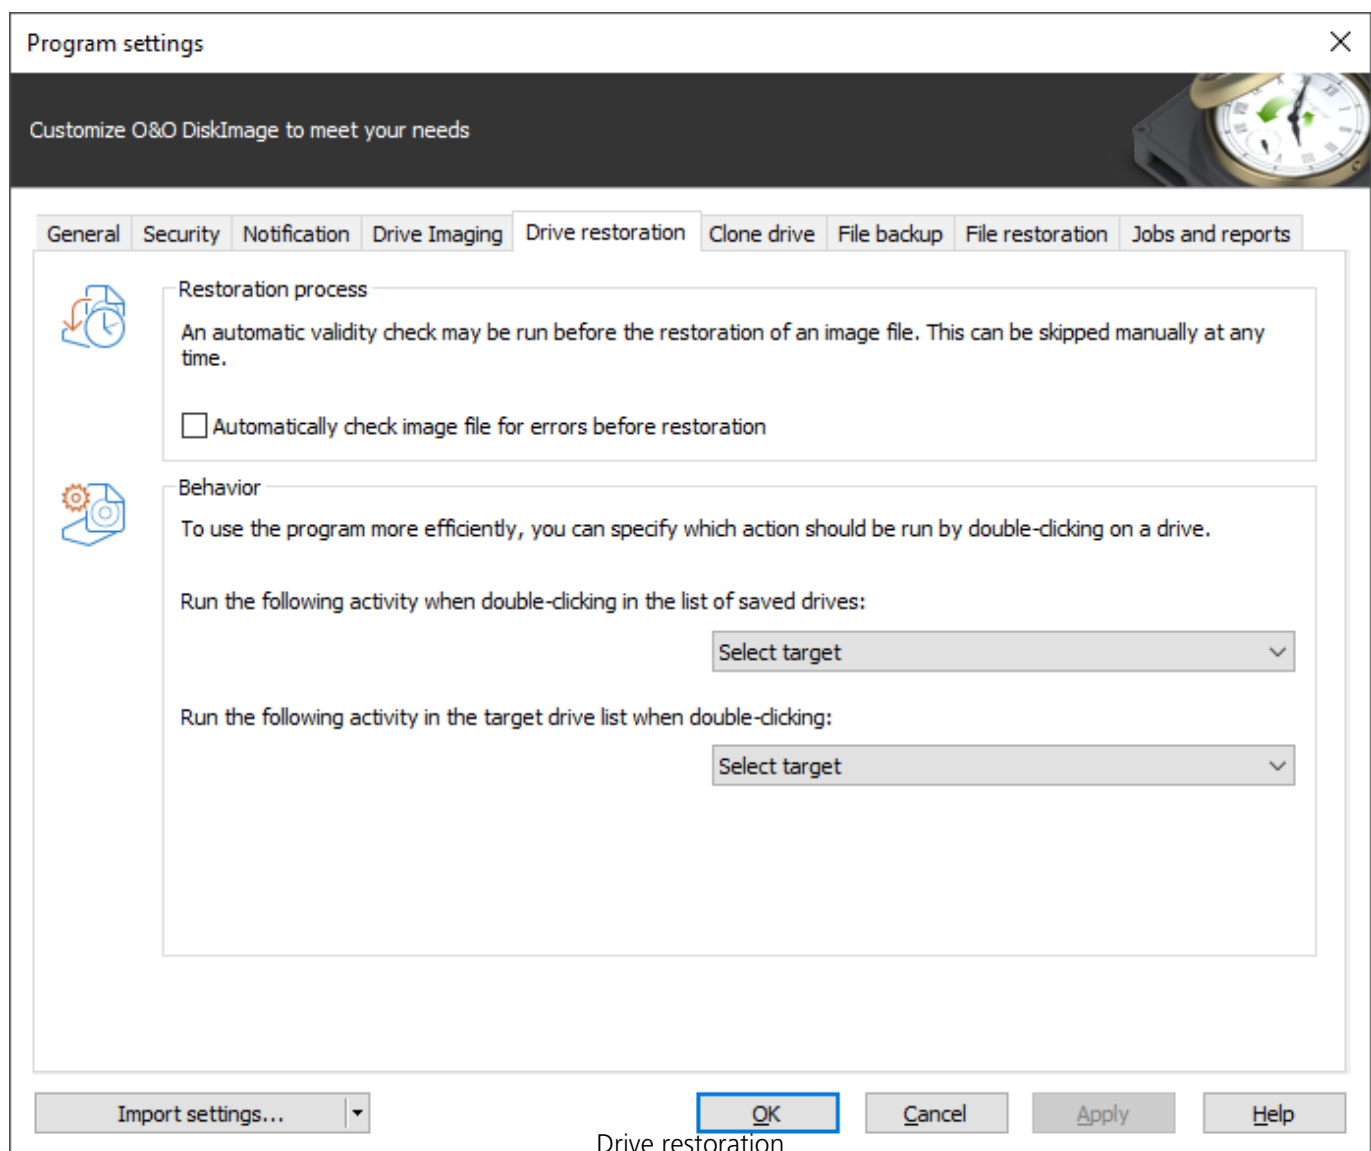 Program settings
Customize O&O DiskImage to meet your needs
General Security Notification Drive Imaging Drive restoration Clone drive File backup File restoration Jobs and reports
Restoration process
An automatic validity check may be run before the restoration of an image file. This can be skipped manually at any
time.
Automatically check image file for errors before restoration
Behavior
To use the program more efficiently, you can specify which action should be run by double-clicking on a drive.
Run the following activity when double-clicking in the list of saved drives:
Select target
Run the following activity in the target drive list when double-clicking:
Select target
Import settings... OK Cancel Apply Help
Drive restoration